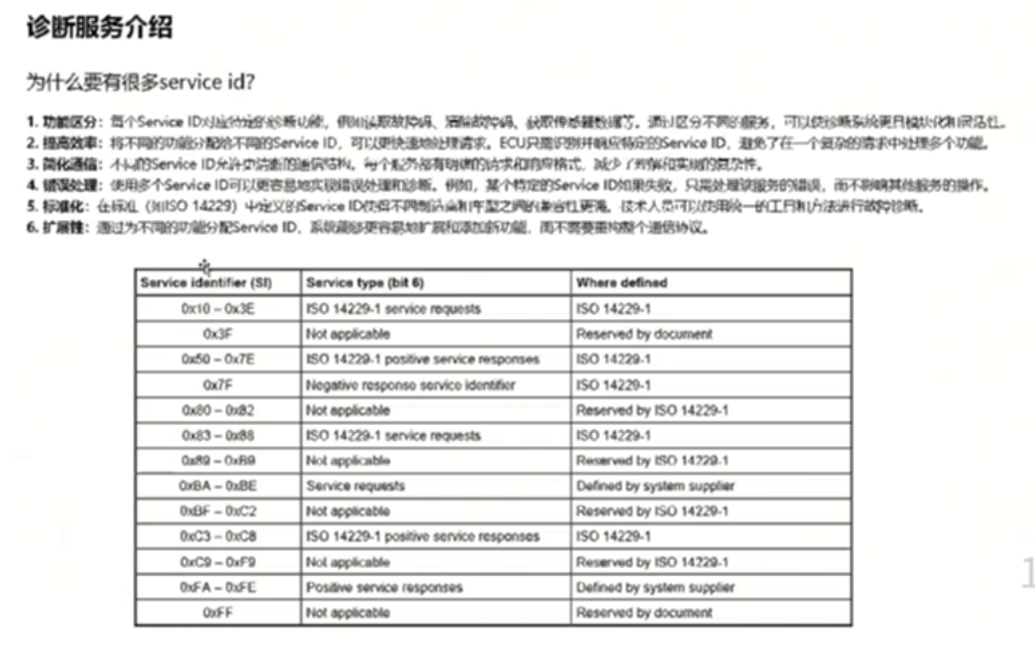 诊断服务介绍
为什么要有很多service id?
1. 功能区分：每个Service ID对应特定的诊断功能，例如读取故障码、清除故障码、获取传感器数据等。通过区分不同的服务，可以使诊断系统更具模块化和灵活性。
2. 提高效率：将不同的功能分配给不同的Service ID，可以更快速地处理请求。ECU只需识别并响应特定的Service ID，避免了在一个复杂的请求中处理多个功能。
3. 简化通信：不同的Service ID允许更清晰的通信结构。每个服务都有明确的请求和响应格式，减少了理解和实现的复杂性。
4. 错误处理：使用多个Service ID可以更容易地实现错误处理和诊断。例如，某个特定的Service ID如果失败，只需处理该服务的错误，而不影响其他服务的操作。
5. 标准化：在标准（如ISO 14229）中定义的Service ID使得不同制造商和车型之间的兼容性更强。技术人员可以使用统一的工具和方法进行故障诊断。
6. 扩展性：通过为不同的功能分配Service ID，系统能够更容易地扩展和添加新功能，而不需要重构整个通信协议。
Service identifier (SI) Service type (bit 6) Where defined
0x10 – 0x3E ISO 14229-1 service requests ISO 14229-1
0x3F Not applicable Reserved by document
0x50 – 0x7E ISO 14229-1 positive service responses ISO 14229-1
0x7F Negative response service identifier ISO 14229-1
0x80 – 0x82 Not applicable Reserved by ISO 14229-1
0x83 – 0x88 ISO 14229-1 service requests ISO 14229-1
0x89 – 0xB9 Not applicable Reserved by ISO 14229-1
0xBA – 0xBE Service requests Defined by system supplier
0xBF – 0xC2 Not applicable Reserved by ISO 14229-1
0xC3 – 0xC8 ISO 14229-1 positive service responses ISO 14229-1
0xC9 – 0xF9 Not applicable Reserved by ISO 14229-1
0xFA – 0xFE Positive service responses Defined by system supplier
0xFF Not applicable Reserved by document
1